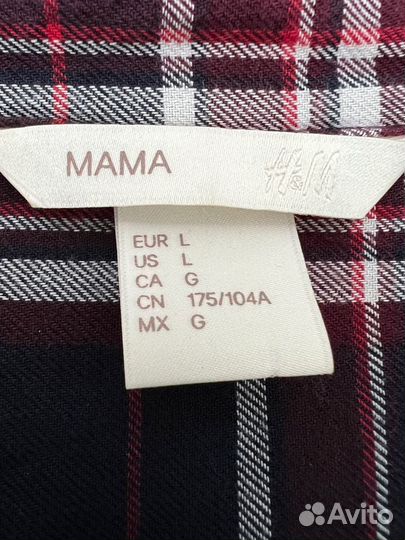 MAMA H&M
EUR L
US L
CA G
CN 175/104A
MX G
Avito